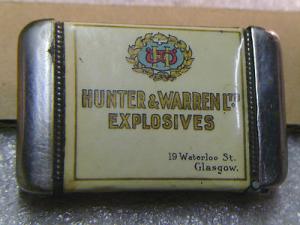 HUNTER & WARREN LTD
EXPLOSIVES
19 Waterloo St.
Glasgow.